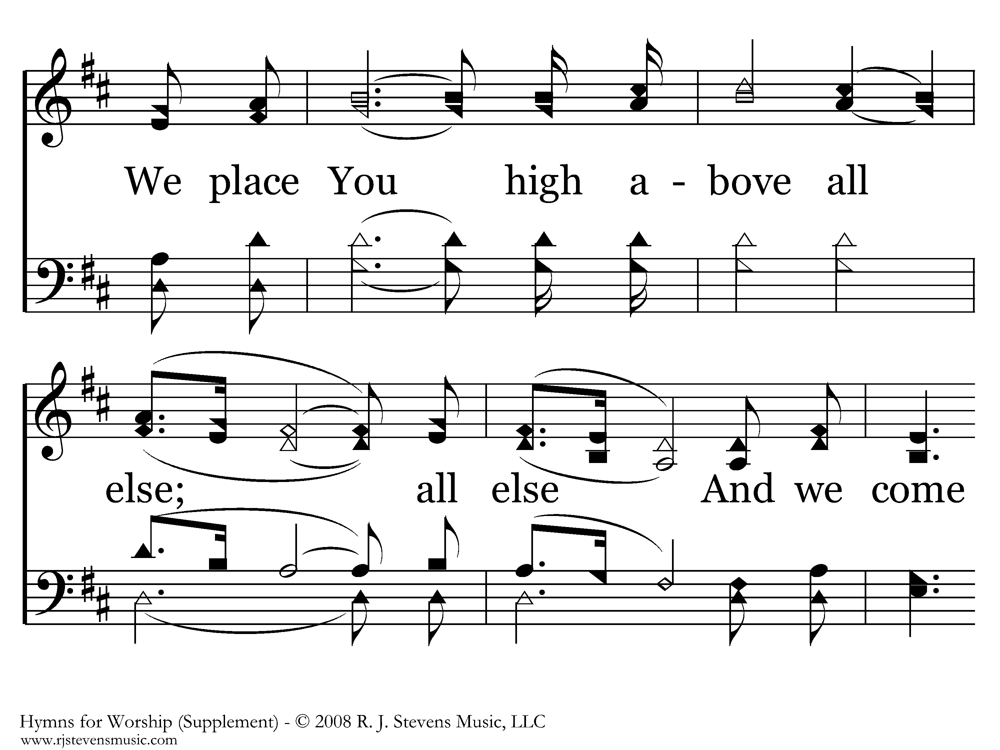 We place You high a - bove all
else; all else And we come
Hymns for Worship (Supplement) - © 2008 R. J. Stevens Music, LLC
www.rjstevensmusic.com